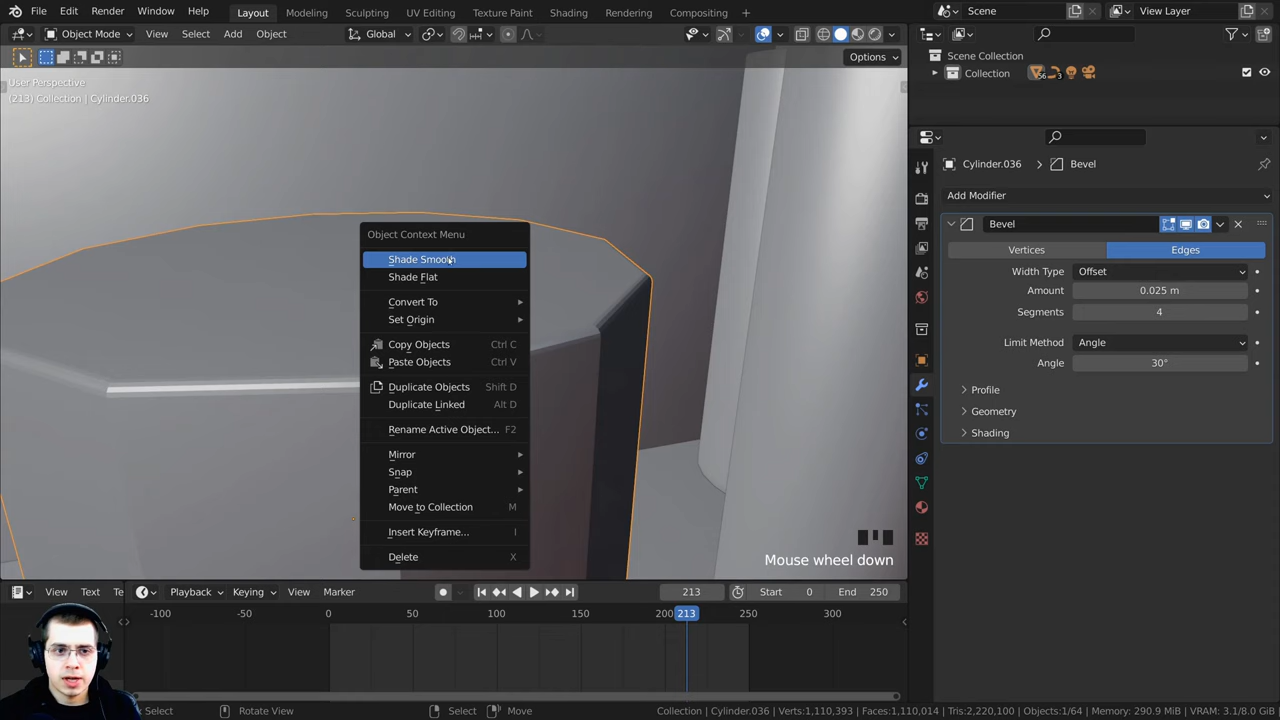 File Edit Render Window Help Layout Modeling Sculpting UV Editing Texture Paint Shading Rendering Compositing Scene View Layer
Object Mode View Select Add Object Global
Options
User Perspective
(213) Collection | Cylinder.036
Scene Collection
Collection 56 3
Cylinder.036 > Bevel
Add Modifier
Bevel
Vertices Edges
Width Type Offset
Amount 0.025 m
Segments 4
Limit Method Angle
Angle 30°
Profile
Geometry
Shading
Object Context Menu
Shade Smooth
Shade Flat
Convert To
Set Origin
Copy Objects Ctrl C
Paste Objects Ctrl V
Duplicate Objects Shift D
Duplicate Linked Alt D
Rename Active Object... F2
Mirror
Snap
Parent
Move to Collection M
Insert Keyframe... I
Delete X
Mouse wheel down
View Text Te Playback Keying View Marker 213 Start 0 End 250
-100 -50 0 50 100 150 200 213 250 300
Select Rotate View Select Move Collection | Cylinder.036 | Verts:1,110,393 | Faces:1,110,014 | Tris:2,220,100 | Objects:1/64 | Memory: 290.9 MiB | VRAM: 3.1/8.0 GiB